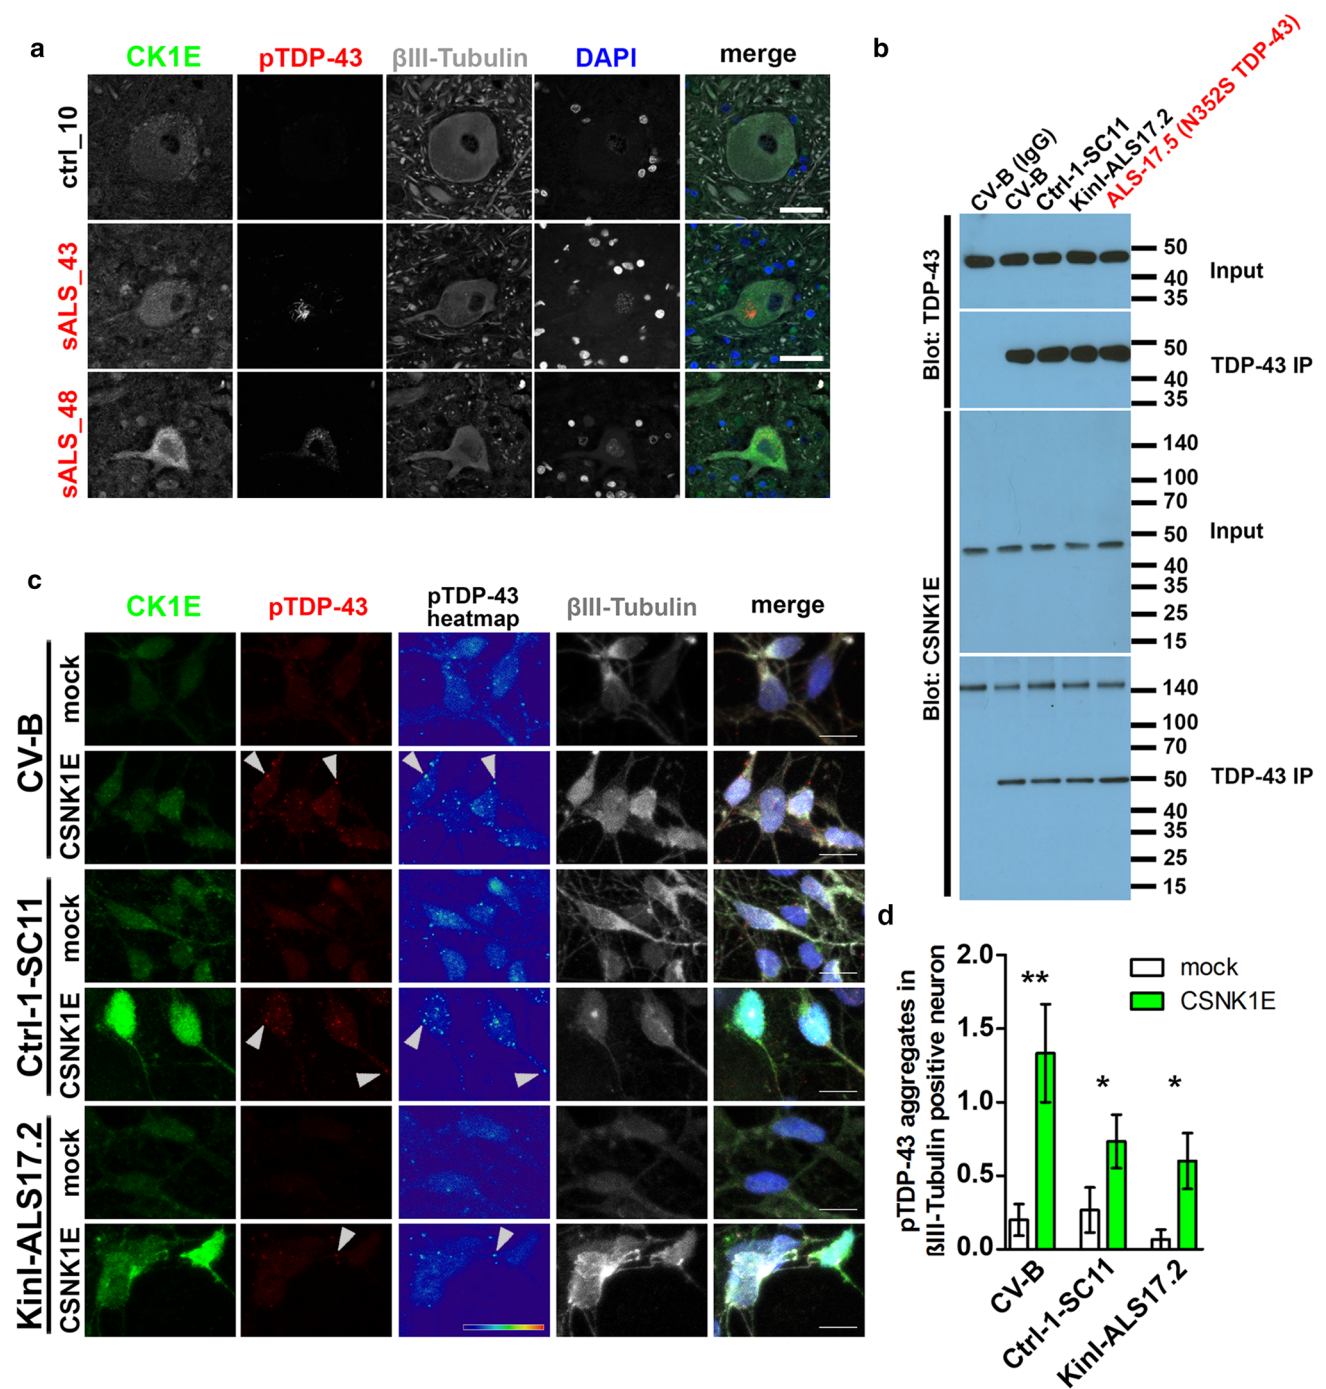 a
CK1E pTDP-43 βIII-Tubulin DAPI merge
ctrl_10
sALS_43
sALS_48
b
CV-B (IgG)
CV-B
Ctrl-1-SC11
KinI-ALS17.2
ALS-17.5 (N352S TDP-43)
Blot: TDP-43
50
40
35
Input
50
40
35
TDP-43 IP
Blot: CSNK1E
140
100
70
50
40
35
25
15
Input
140
100
70
50
40
35
25
15
TDP-43 IP
c
CK1E pTDP-43 pTDP-43 heatmap βIII-Tubulin merge
CV-B
mock
CSNK1E
Ctrl-1-SC11
mock
CSNK1E
KinI-ALS17.2
mock
CSNK1E
d
pTDP-43 aggregates in
ßIII-Tubulin positive neuron
2.0
1.5
1.0
0.5
0.0
** * *
mock
CSNK1E
CV-B
Ctrl-1-SC11
KinI-ALS17.2